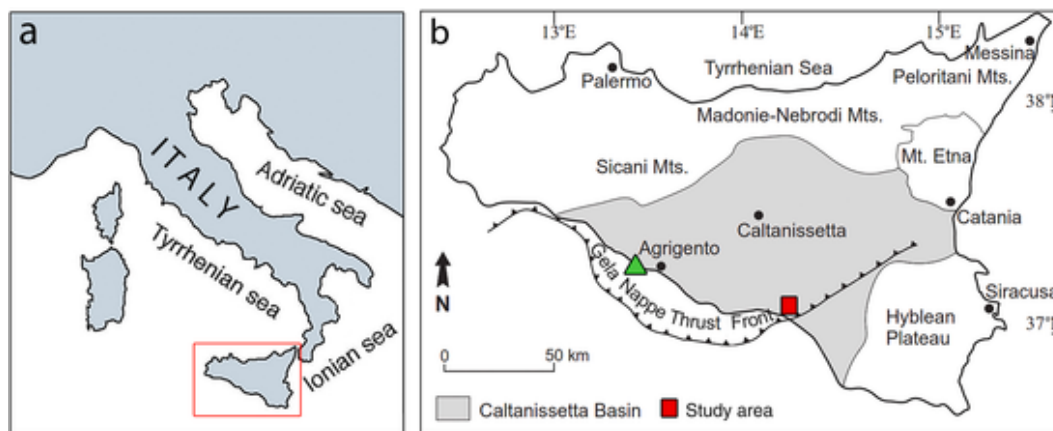 a
ITALY
Adriatic sea
Tyrrhenian sea
Ionian sea
b
13°E
14°E
15°E
Messina
Palermo
Tyrrhenian Sea
Peloritani Mts.
38°
Madonie-Nebrodi Mts.
Sicani Mts.
Mt. Etna
Caltanissetta
Catania
Agrigento
Gela Nappe Thrust Front
N
Siracusa
37°
Hyblean
Plateau
0
50 km
Caltanissetta Basin
Study area